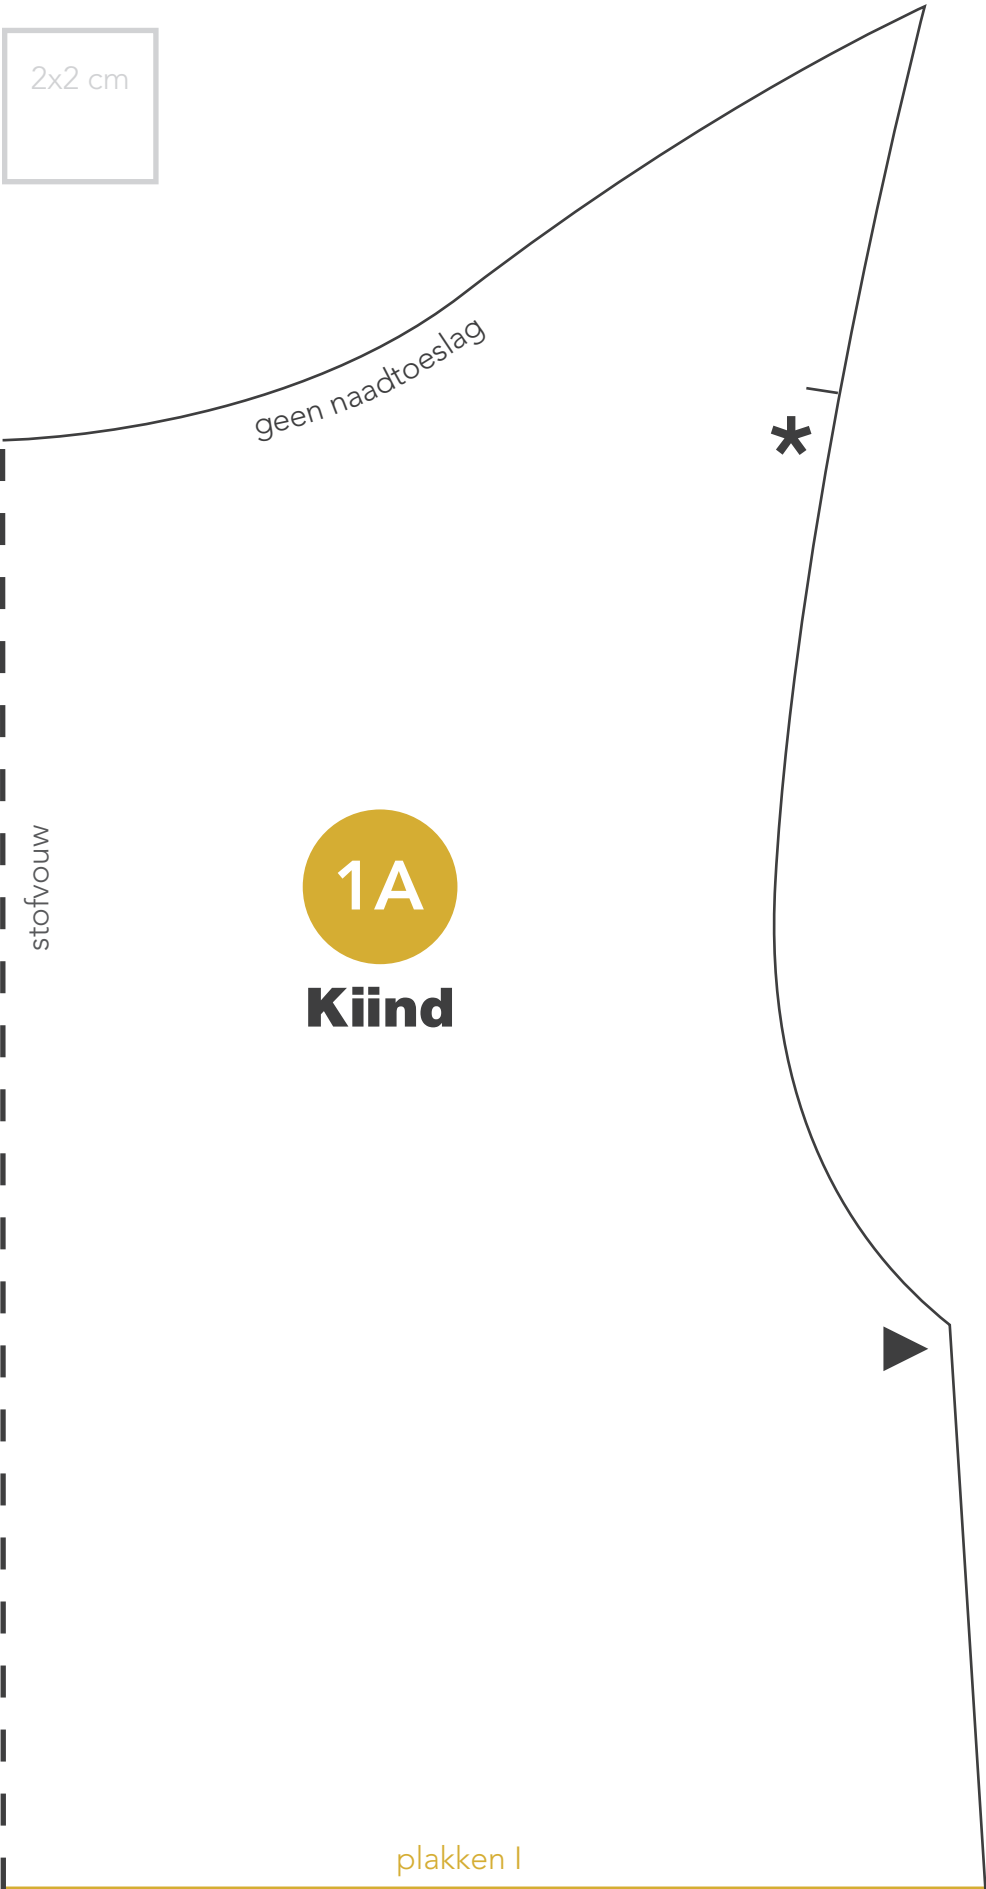 2x2 cm
geen naadtoeslag
*
stofvouw
1A
Kiind
plakken I